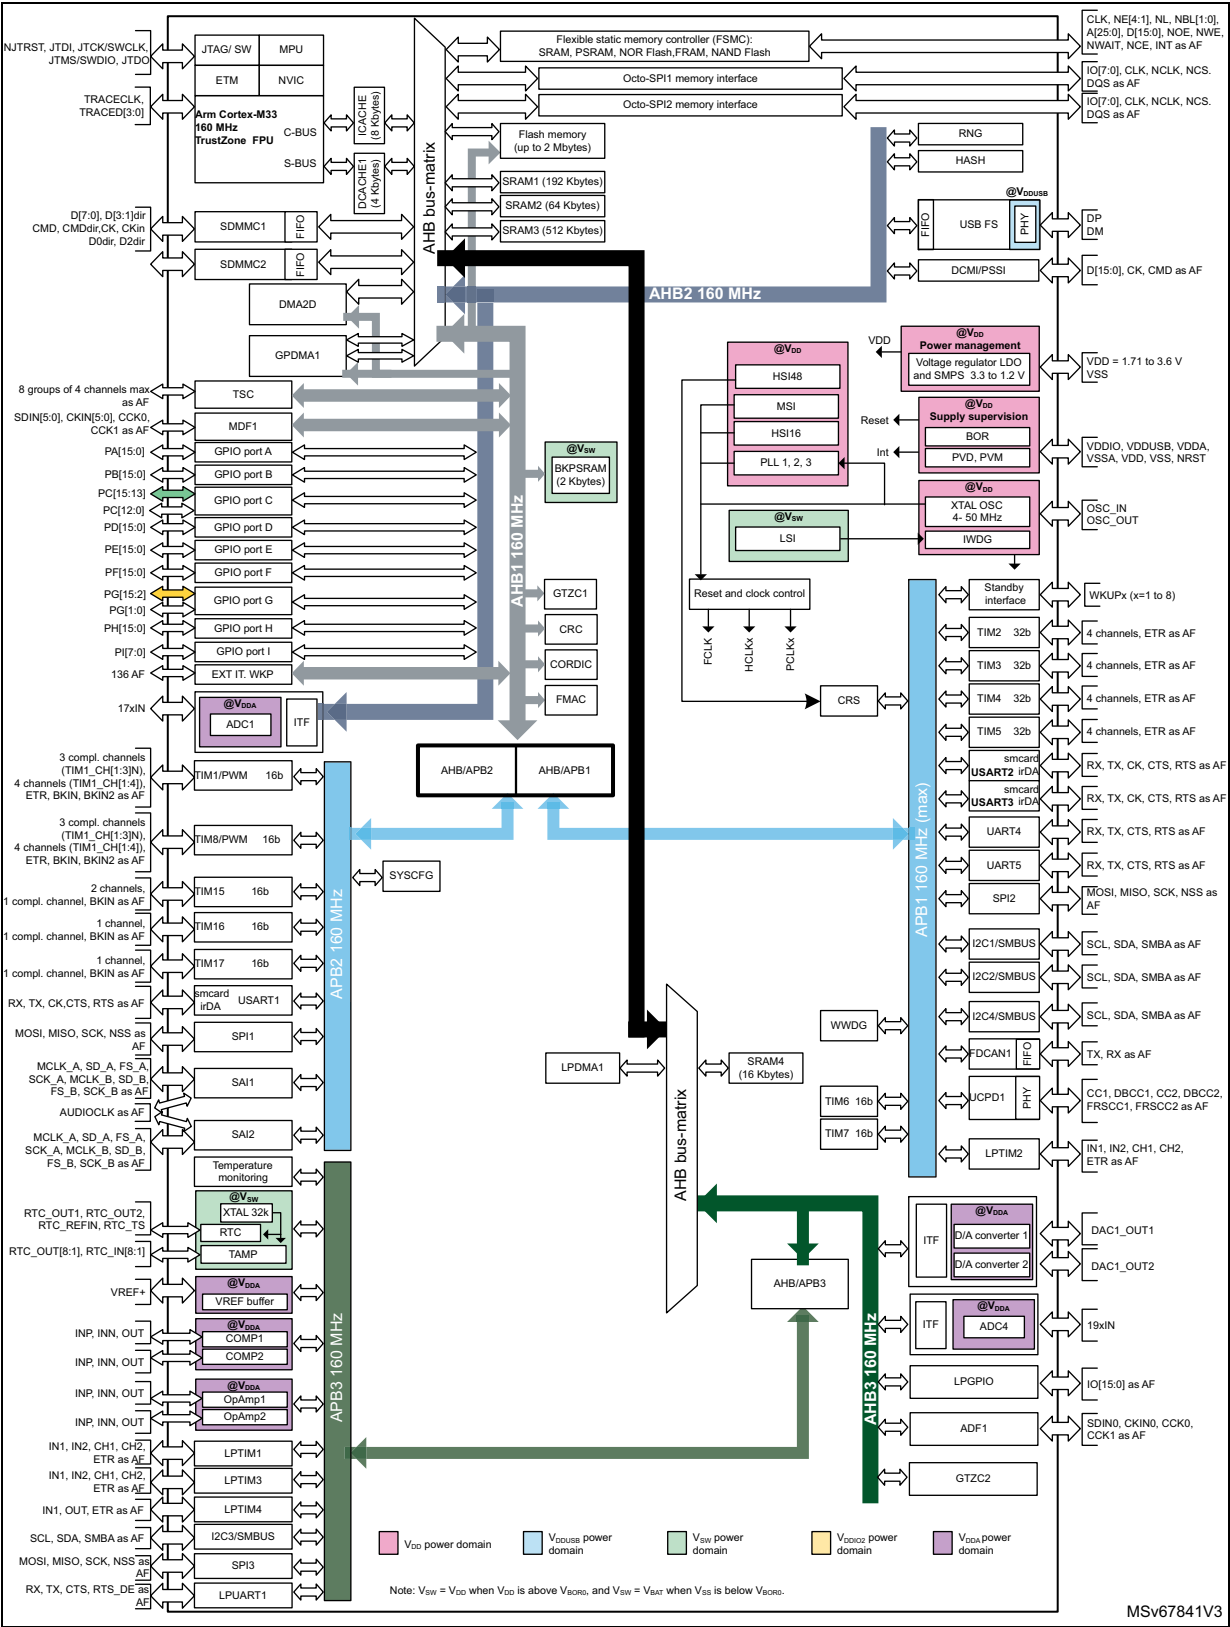 NJTRST, JTDI, JTCK/SWCLK,
JTMS/SWDIO, JTDO
TRACECLK,
TRACED[3:0]
JTAG/ SW
MPU
ETM
NVIC
Arm Cortex-M33
160 MHz
TrustZone FPU
C-BUS
S-BUS
ICACHE
(8 Kbytes)
DCACHE1
(4 Kbytes)
AHB bus-matrix
Flexible static memory controller (FSMC):
SRAM, PSRAM, NOR Flash,FRAM, NAND Flash
CLK, NE[4:1], NL, NBL[1:0],
A[25:0], D[15:0], NOE, NWE,
NWAIT, NCE, INT as AF
Octo-SPI1 memory interface
IO[7:0], CLK, NCLK, NCS.
DQS as AF
Octo-SPI2 memory interface
IO[7:0], CLK, NCLK, NCS.
DQS as AF
Flash memory
(up to 2 Mbytes)
SRAM1 (192 Kbytes)
SRAM2 (64 Kbytes)
SRAM3 (512 Kbytes)
RNG
HASH
@VDDUSB
FIFO
USB FS
PHY
DP
DM
DCMI/PSSI
D[15:0], CK, CMD as AF
AHB2 160 MHz
D[7:0], D[3:1]dir
CMD, CMDdir,CK, CKin
D0dir, D2dir
SDMMC1
FIFO
SDMMC2
FIFO
DMA2D
GPDMA1
8 groups of 4 channels max
as AF
TSC
SDIN[5:0], CKIN[5:0], CCK0,
CCK1 as AF
MDF1
PA[15:0]
GPIO port A
PB[15:0]
GPIO port B
PC[15:13]
PC[12:0]
GPIO port C
PD[15:0]
GPIO port D
PE[15:0]
GPIO port E
PF[15:0]
GPIO port F
PG[15:2]
PG[1:0]
GPIO port G
PH[15:0]
GPIO port H
PI[7:0]
GPIO port I
136 AF
EXT IT. WKP
17xIN
@VDDA
ADC1
ITF
AHB1 160 MHz
@VSW
BKPSRAM
(2 Kbytes)
GTZC1
CRC
CORDIC
FMAC
@VDD
HSI48
MSI
HSI16
PLL 1, 2, 3
VDD
@VDD
Power management
Voltage regulator LDO
and SMPS 3.3 to 1.2 V
VDD = 1.71 to 3.6 V
VSS
Reset
Int
@VDD
Supply supervision
BOR
PVD, PVM
VDDIO, VDDUSB, VDDA,
VSSA, VDD, VSS, NRST
@VDD
XTAL OSC
4- 50 MHz
IWDG
OSC_IN
OSC_OUT
@VSW
LSI
Reset and clock control
FCLK
HCLKx
PCLKx
CRS
Standby
interface
WKUPx (x=1 to 8)
TIM2 32b
4 channels, ETR as AF
TIM3 32b
4 channels, ETR as AF
TIM4 32b
4 channels, ETR as AF
TIM5 32b
4 channels, ETR as AF
smcard
USART2 irDA
RX, TX, CK, CTS, RTS as AF
smcard
USART3 irDA
RX, TX, CK, CTS, RTS as AF
UART4
RX, TX, CTS, RTS as AF
UART5
RX, TX, CTS, RTS as AF
SPI2
MOSI, MISO, SCK, NSS as
AF
I2C1/SMBUS
SCL, SDA, SMBA as AF
I2C2/SMBUS
SCL, SDA, SMBA as AF
I2C4/SMBUS
SCL, SDA, SMBA as AF
FDCAN1
FIFO
TX, RX as AF
UCPD1
PHY
CC1, DBCC1, CC2, DBCC2,
FRSCC1, FRSCC2 as AF
LPTIM2
IN1, IN2, CH1, CH2,
ETR as AF
APB1 160 MHz (max)
WWDG
TIM6 16b
TIM7 16b
AHB/APB2
AHB/APB1
3 compl. channels
(TIM1_CH[1:3]N),
4 channels (TIM1_CH[1:4]),
ETR, BKIN, BKIN2 as AF
TIM1/PWM 16b
3 compl. channels
(TIM1_CH[1:3]N),
4 channels (TIM1_CH[1:4]),
ETR, BKIN, BKIN2 as AF
TIM8/PWM 16b
2 channels,
1 compl. channel, BKIN as AF
TIM15 16b
1 channel,
1 compl. channel, BKIN as AF
TIM16 16b
1 channel,
1 compl. channel, BKIN as AF
TIM17 16b
RX, TX, CK,CTS, RTS as AF
smcard
irDA USART1
MOSI, MISO, SCK, NSS as
AF
SPI1
MCLK_A, SD_A, FS_A,
SCK_A, MCLK_B, SD_B,
FS_B, SCK_B as AF
SAI1
AUDIOCLK as AF
MCLK_A, SD_A, FS_A,
SCK_A, MCLK_B, SD_B,
FS_B, SCK_B as AF
SAI2
APB2 160 MHz
SYSCFG
LPDMA1
AHB bus-matrix
SRAM4
(16 Kbytes)
Temperature
monitoring
RTC_OUT1, RTC_OUT2,
RTC_REFIN, RTC_TS
RTC_OUT[8:1], RTC_IN[8:1]
@VSW
XTAL 32k
RTC
TAMP
VREF+
@VDDA
VREF buffer
INP, INN, OUT
INP, INN, OUT
@VDDA
COMP1
COMP2
INP, INN, OUT
INP, INN, OUT
@VDDA
OpAmp1
OpAmp2
IN1, IN2, CH1, CH2,
ETR as AF
LPTIM1
IN1, IN2, CH1, CH2,
ETR as AF
LPTIM3
IN1, OUT, ETR as AF
LPTIM4
SCL, SDA, SMBA as AF
I2C3/SMBUS
MOSI, MISO, SCK, NSS as
AF
SPI3
RX, TX, CTS, RTS_DE as
AF
LPUART1
APB3 160 MHz
AHB/APB3
AHB3 160 MHz
ITF
@VDDA
D/A converter 1
D/A converter 2
DAC1_OUT1
DAC1_OUT2
ITF
@VDDA
ADC4
19xIN
LPGPIO
IO[15:0] as AF
ADF1
SDIN0, CKIN0, CCK0,
CCK1 as AF
GTZC2
VDD power domain
VDDUSB power
domain
VSW power
domain
VDDIO2 power
domain
VDDA power
domain
Note: VSW = VDD when VDD is above VBOR0, and VSW = VBAT when VSS is below VBOR0.
MSv67841V3